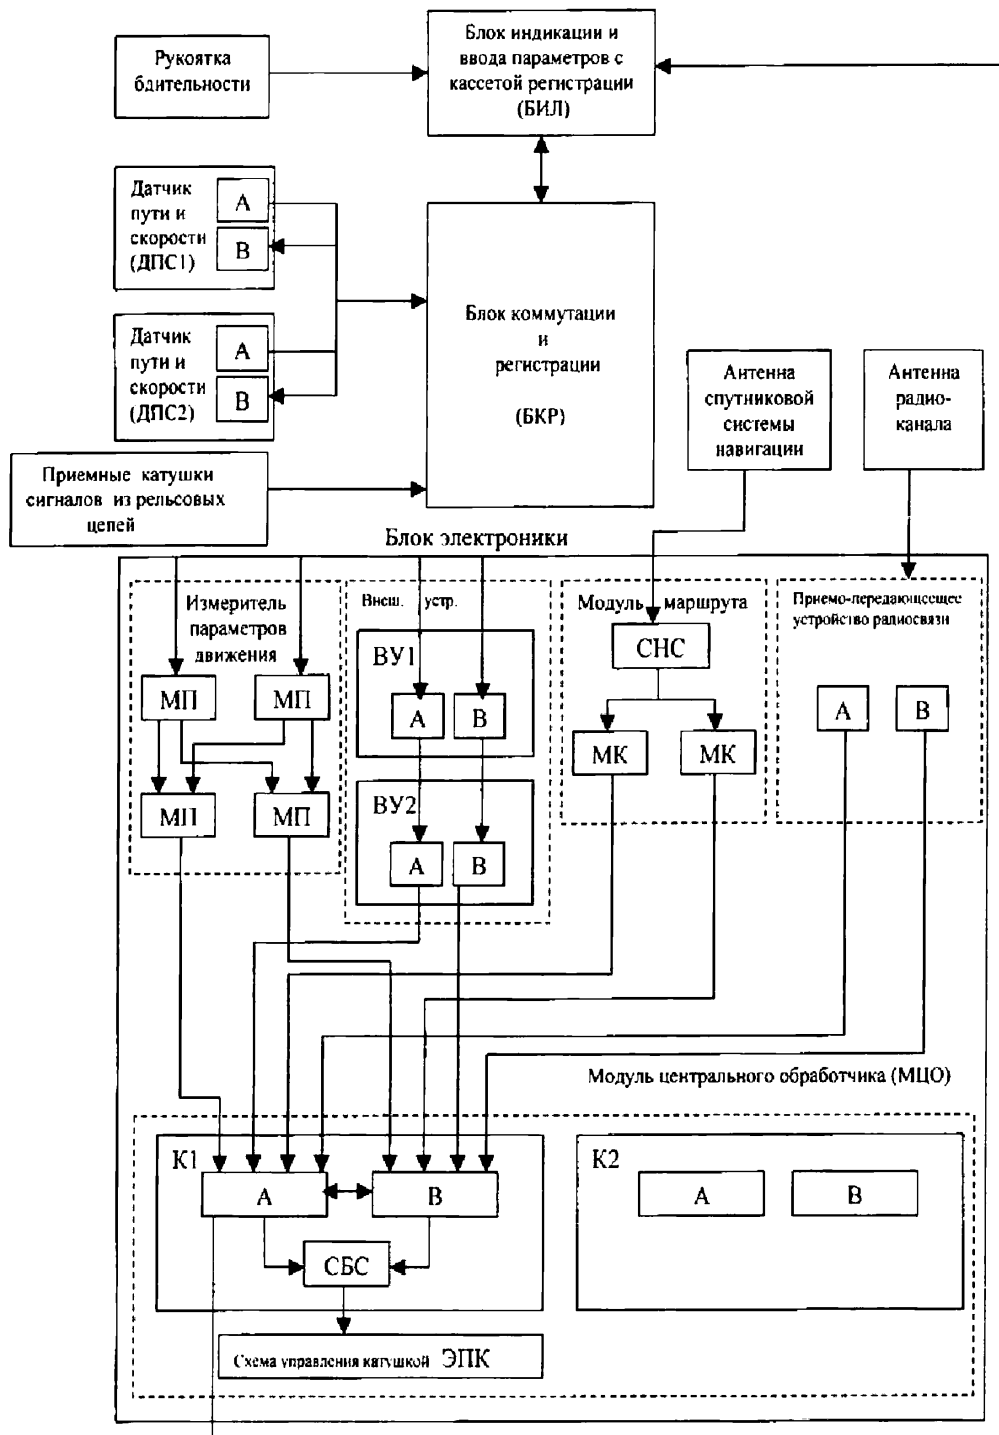 Рукоятка
бдительности
Блок индикации и
ввода параметров с
кассетой регистрации
(БИЛ)
Датчик
пути и
скорости
(ДПС1)
А
В
Датчик
пути и
скорости
(ДПС2)
А
В
Блок коммутации
и
регистрации
(БКР)
Приемные катушки
сигналов из рельсовых
цепей
Антенна
спутниковой
системы
навигации
Антенна
радио-
канала
Блок электроники
Измеритель
параметров
движения
МП
МП
МП
МП
Внеш. устр.
ВУ1
А
В
ВУ2
А
В
Модуль маршрута
СНС
МК
МК
Приемо-передающсещее
устройство радиосвязи
А
В
Модуль центрального обработчика (МЦО)
К1
А
В
СБС
Схема управления катушкой ЭПК
К2
А
В